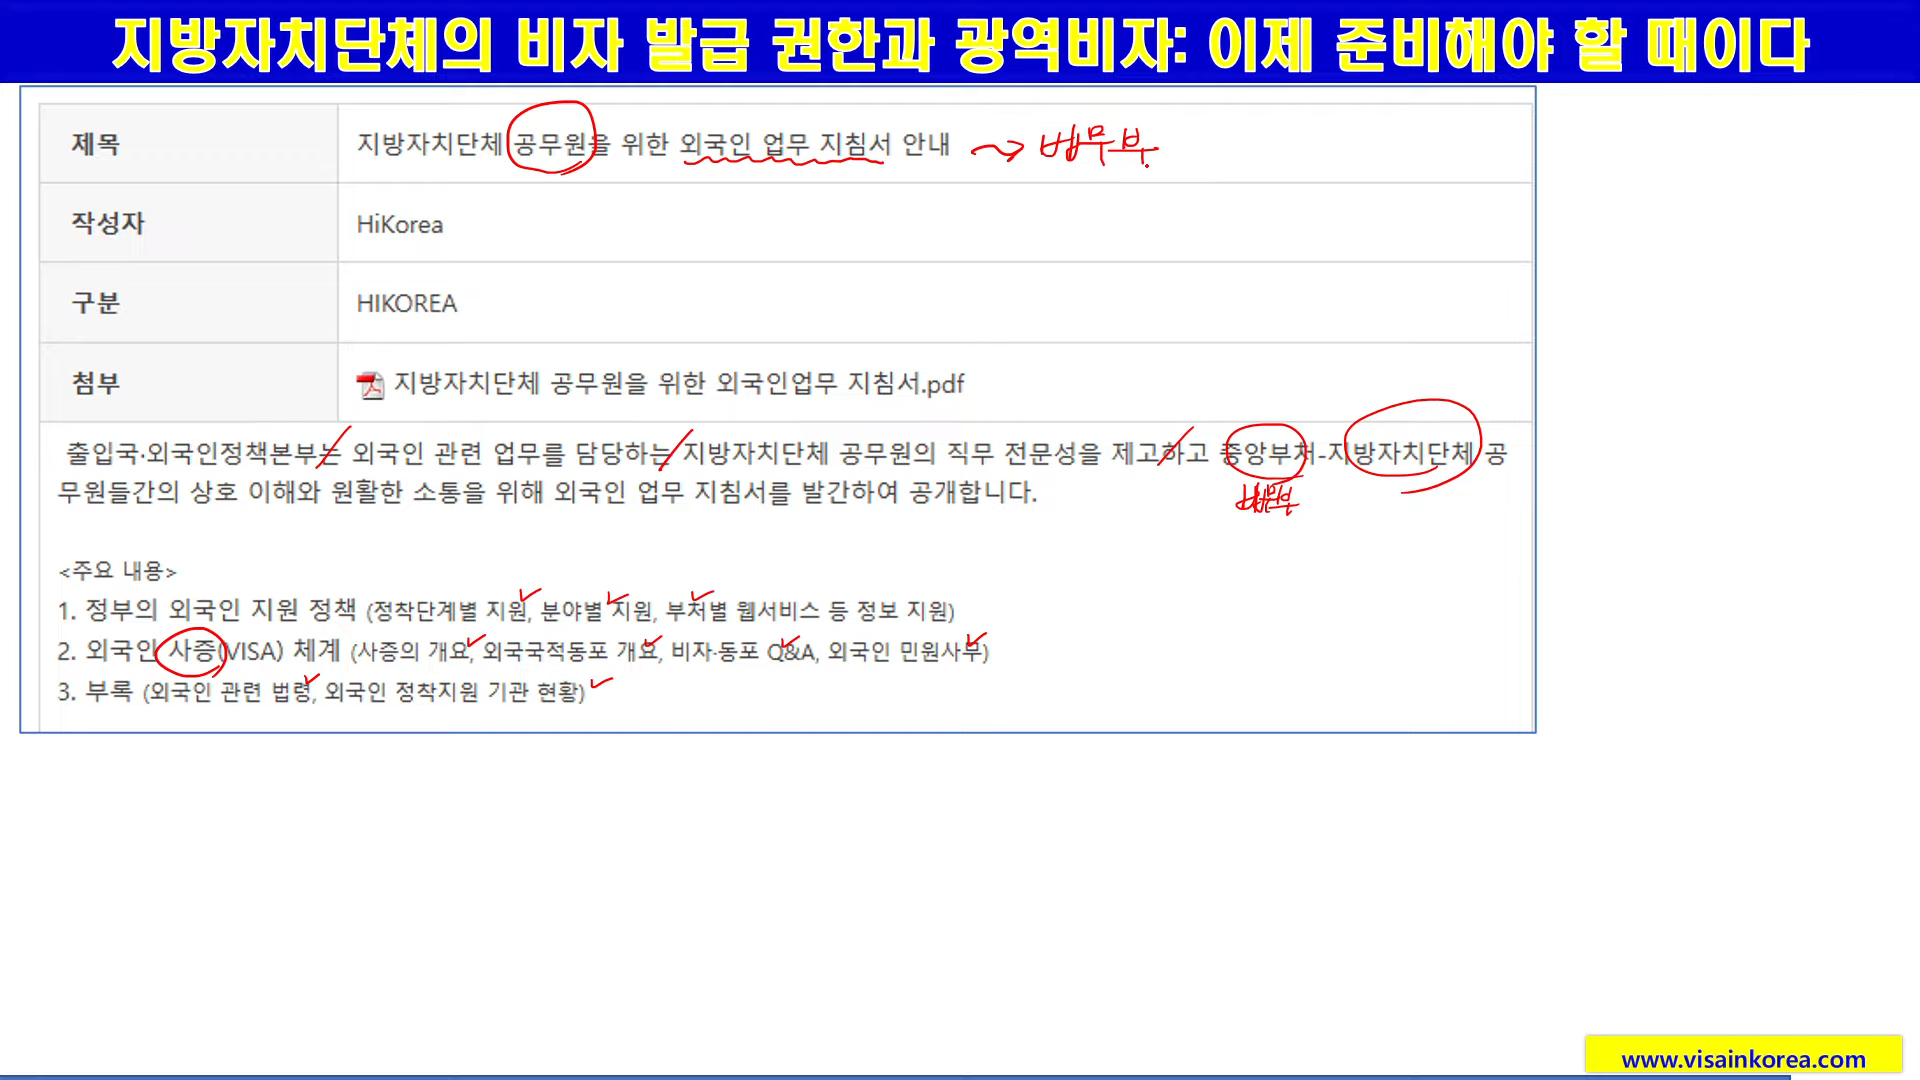 지방자치단체의 비자 발급 권한과 광역비자: 이제 준비해야 할 때이다
제목 지방자치단체 공무원을 위한 외국인 업무 지침서 안내 → 법무부
작성자 HiKorea
구분 HIKOREA
첨부 지방자치단체 공무원을 위한 외국인업무 지침서.pdf
출입국·외국인정책본부는 외국인 관련 업무를 담당하는 지방자치단체 공무원의 직무 전문성을 제고하고 중앙부처-지방자치단체 공
무원들간의 상호 이해와 원활한 소통을 위해 외국인 업무 지침서를 발간하여 공개합니다.
법무부
<주요 내용>
1. 정부의 외국인 지원 정책 (정착단계별 지원, 분야별 지원, 부처별 웹서비스 등 정보 지원)
2. 외국인 사증(VISA) 체계 (사증의 개요, 외국국적동포 개요, 비자·동포 Q&A, 외국인 민원사무)
3. 부록 (외국인 관련 법령, 외국인 정착지원 기관 현황)
www.visainkorea.com